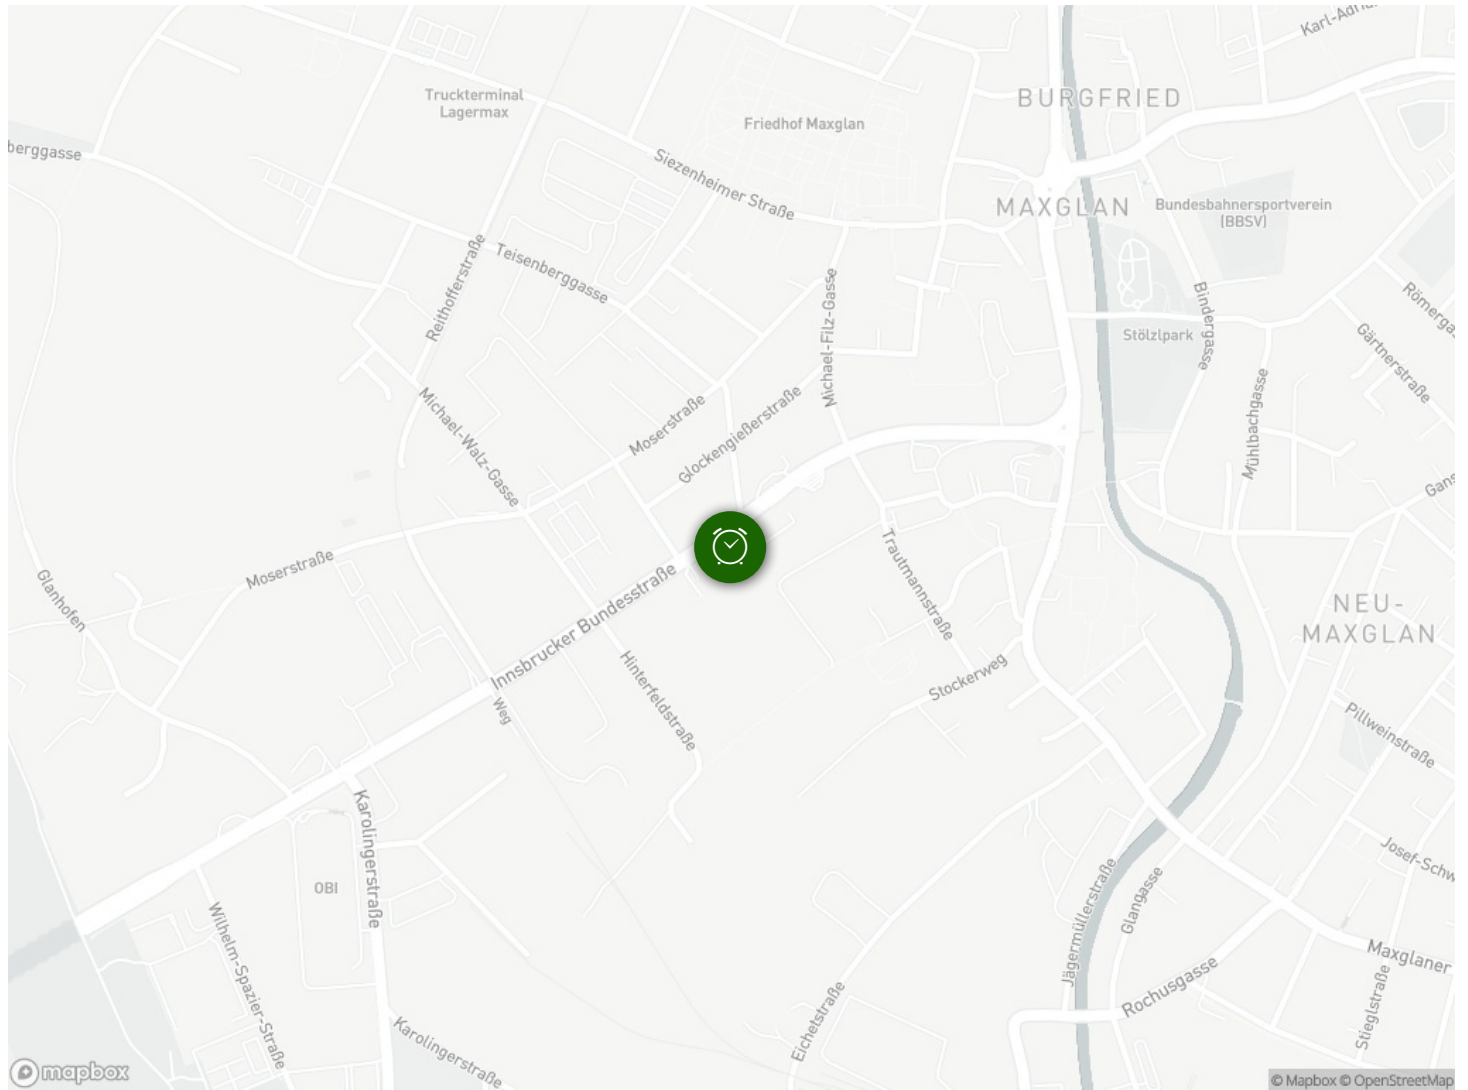 Karl-Adria
BURGFRIED
Truckterminal
Lagermax
Friedhof Maxglan
berggasse
Siezenheimer Straße
MAXGLAN
Bundesbahnersportverein
(BBSV)
Reithofferstraße
Teisenberggasse
Michael-Filz-Gasse
Bindergasse
Römerga
Stölzlpark
Gärtnerstraße
Michael-Walz-Gasse
Moserstraße
Glockengießerstraße
Mühlbachgasse
Gans
Moserstraße
Glanhofen
Innsbrucker Bundesstraße
Trautmannstraße
NEU-
MAXGLAN
Hinterfeldstraße
Stockerweg
Weg
Pillweinstraße
Karolingerstraße
OBI
Josef-Schw
Jägermüllerstraße
Glangasse
Wilhelm-Spazier-Straße
Maxglaner
Rochusgasse
Stieglstraße
Eichetstraße
Karolingerstraße
mapbox
© Mapbox © OpenStreetMap